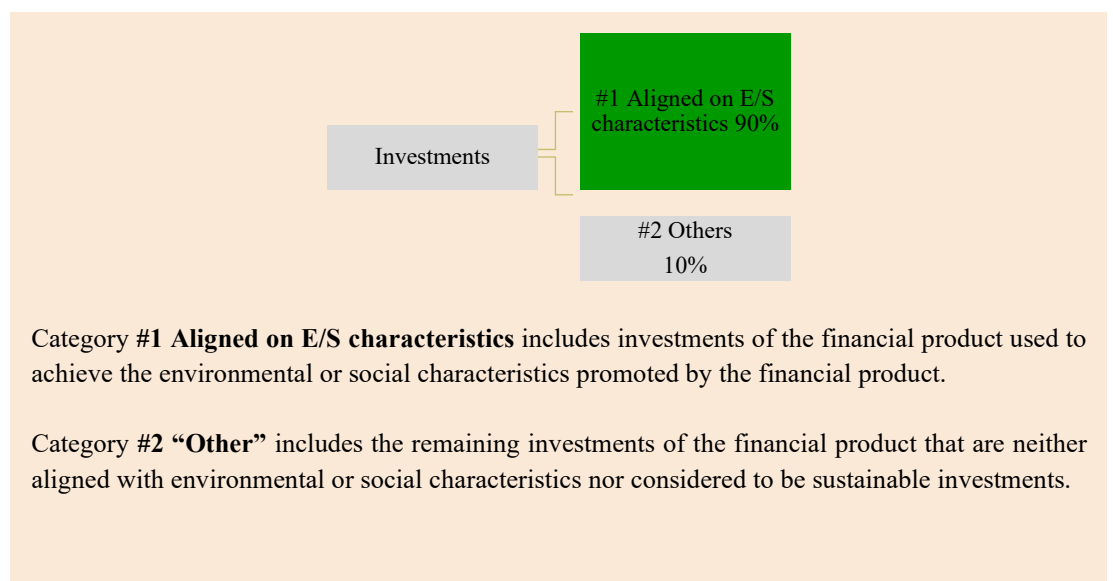 #1 Aligned on E/S
characteristics 90%
Investments
#2 Others
10%
Category #1 Aligned on E/S characteristics includes investments of the financial product used to
achieve the environmental or social characteristics promoted by the financial product.
Category #2 “Other” includes the remaining investments of the financial product that are neither
aligned with environmental or social characteristics nor considered to be sustainable investments.